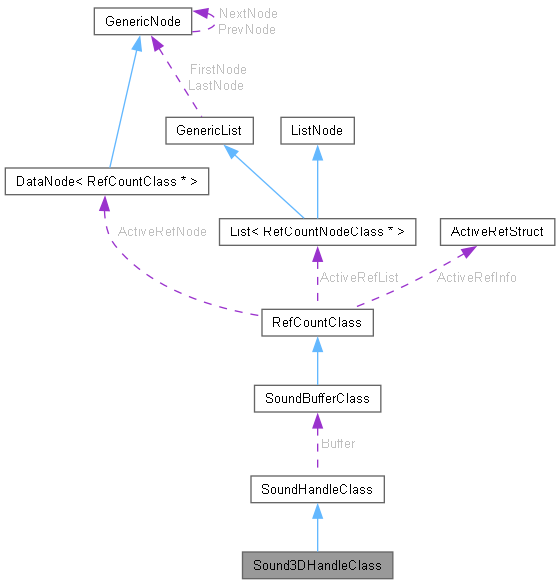 GenericNode
NextNode
PrevNode
FirstNode
LastNode
GenericList
ListNode
DataNode< RefCountClass * >
ActiveRefNode
List< RefCountNodeClass * >
ActiveRefStruct
ActiveRefList
ActiveRefInfo
RefCountClass
SoundBufferClass
Buffer
SoundHandleClass
Sound3DHandleClass